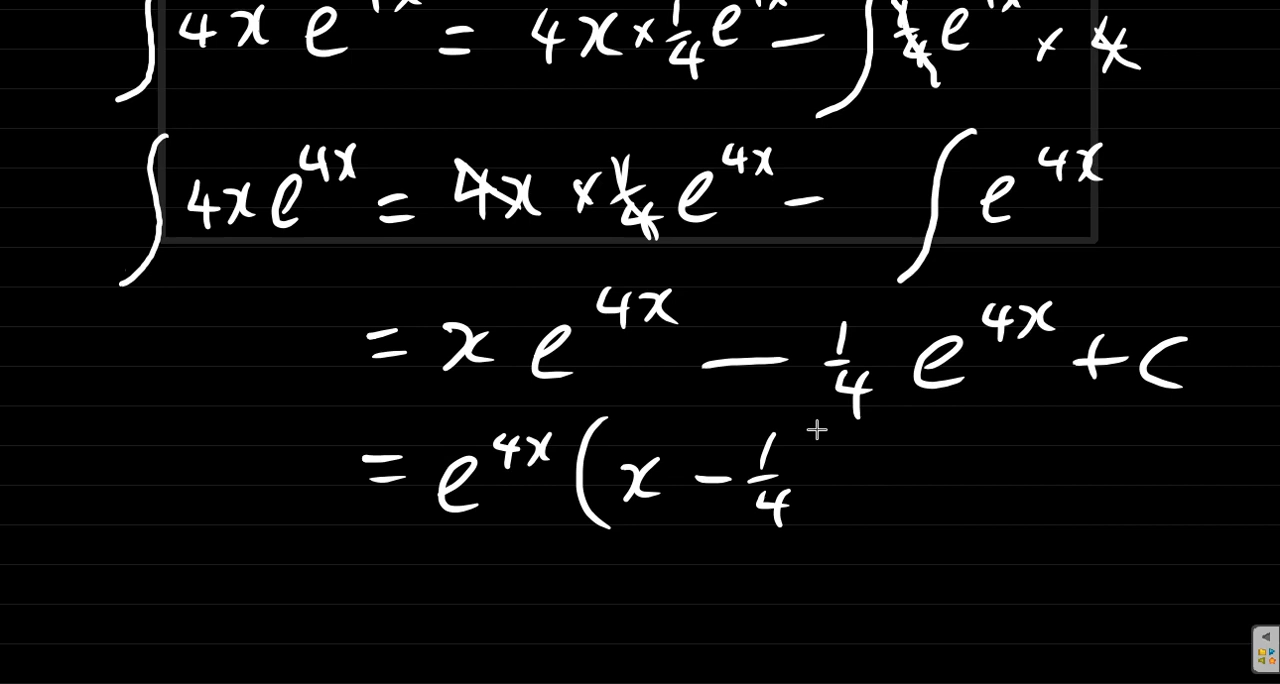 ∫ 4x e^4x = 4x × 1/4 e^4x − ∫ 1/4 e^4x × 4
∫ 4x e^4x = 4x × 1/4 e^4x − ∫ e^4x
= x e^4x − 1/4 e^4x + c
= e^4x (x − 1/4